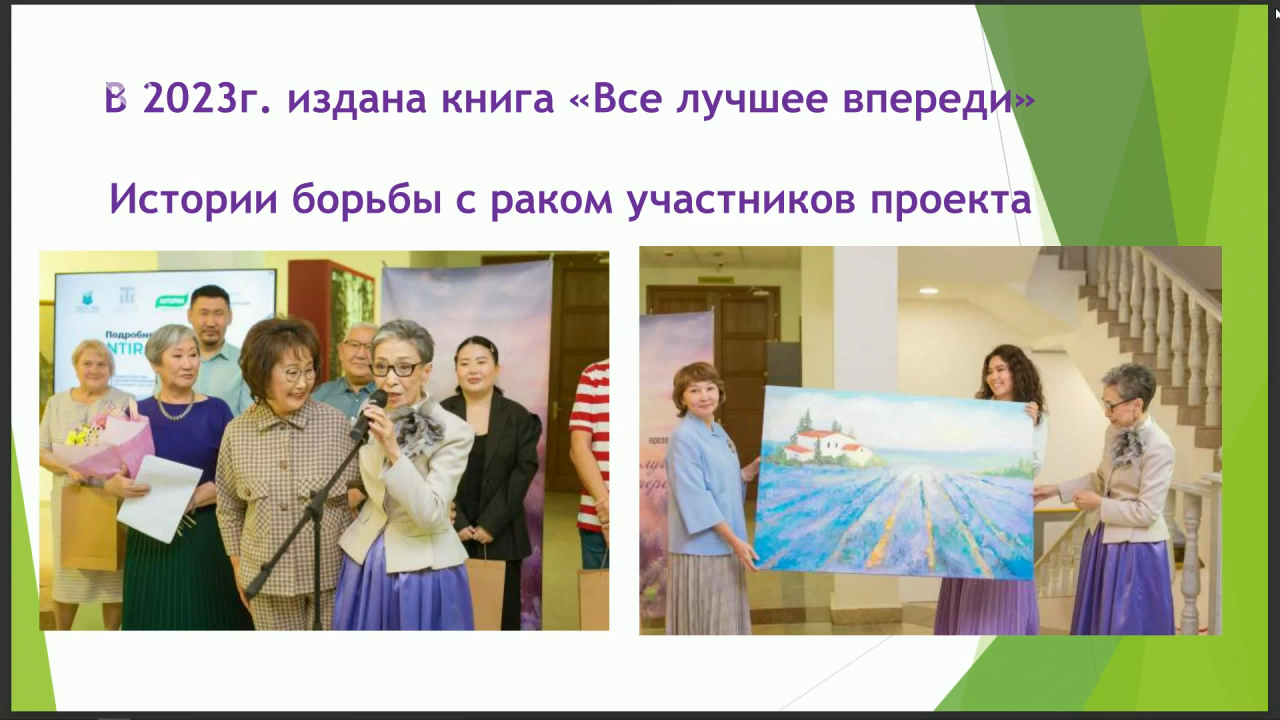 В 2023г. издана книга «Все лучшее впереди»
Истории борьбы с раком участников проекта